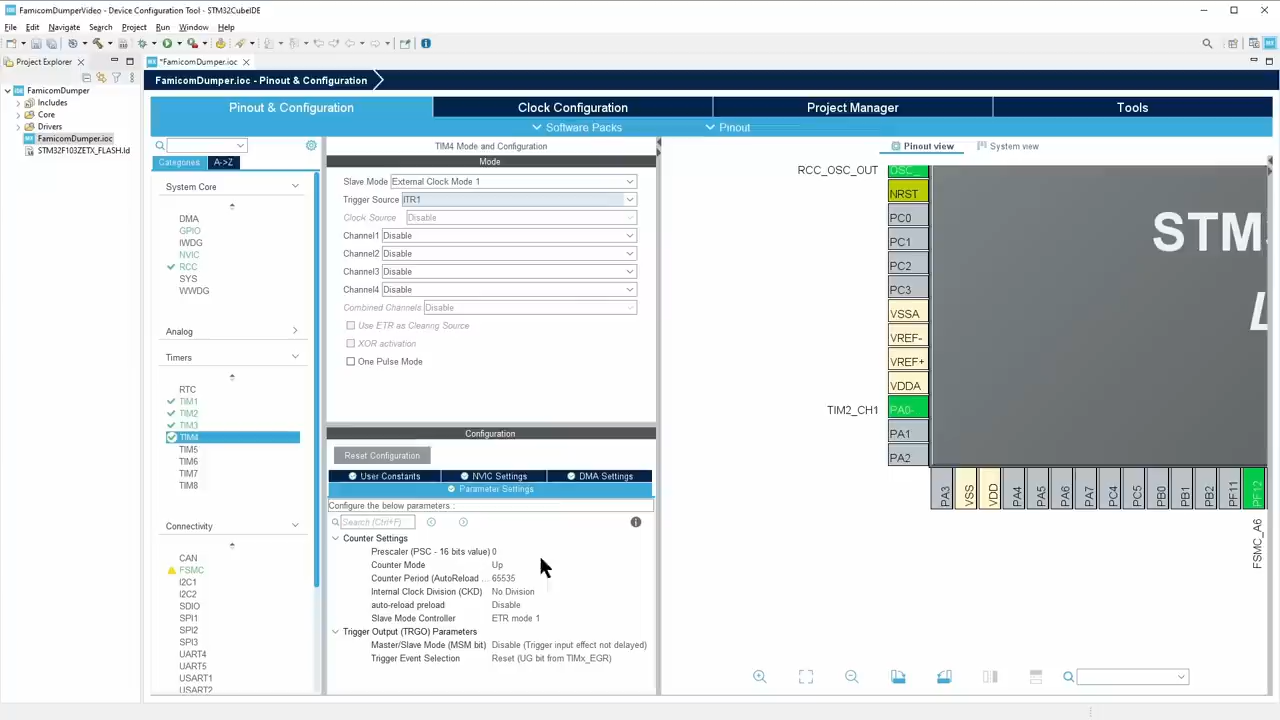 FamicomDumperVideo - Device Configuration Tool - STM32CubeIDE
File Edit Navigate Search Project Run Window Help
Project Explorer
*FamicomDumper.ioc
FamicomDumper
Includes
Core
Drivers
FamicomDumper.ioc
STM32F103ZETX_FLASH.ld
FamicomDumper.ioc - Pinout & Configuration
Pinout & Configuration
Clock Configuration
Project Manager
Tools
Software Packs
Pinout
Categories
A->Z
System Core
DMA
GPIO
IWDG
NVIC
RCC
SYS
WWDG
Analog
Timers
RTC
TIM1
TIM2
TIM3
TIM4
TIM5
TIM6
TIM7
TIM8
Connectivity
CAN
FSMC
I2C1
I2C2
SDIO
SPI1
SPI2
SPI3
UART4
UART5
USART1
USART2
TIM4 Mode and Configuration
Mode
Slave Mode External Clock Mode 1
Trigger Source ITR1
Clock Source Disable
Channel1 Disable
Channel2 Disable
Channel3 Disable
Channel4 Disable
Combined Channels Disable
Use ETR as Clearing Source
XOR activation
One Pulse Mode
Configuration
Reset Configuration
User Constants
NVIC Settings
DMA Settings
Parameter Settings
Configure the below parameters :
Search (Ctrl+F)
Counter Settings
Prescaler (PSC - 16 bits value) 0
Counter Mode Up
Counter Period (AutoReload ... 65535
Internal Clock Division (CKD) No Division
auto-reload preload Disable
Slave Mode Controller ETR mode 1
Trigger Output (TRGO) Parameters
Master/Slave Mode (MSM bit) Disable (Trigger input effect not delayed)
Trigger Event Selection Reset (UG bit from TIMx_EGR)
Pinout view
System view
RCC_OSC_OUT
OSC_
NRST
PC0
PC1
PC2
PC3
VSSA
VREF-
VREF+
VDDA
TIM2_CH1
PA0-
PA1
PA2
STM
L
PA3
VSS
VDD
PA4
PA5
PA6
PA7
PC4
PC5
PB0
PB1
PB2
PF11
PF12
FSMC_A6